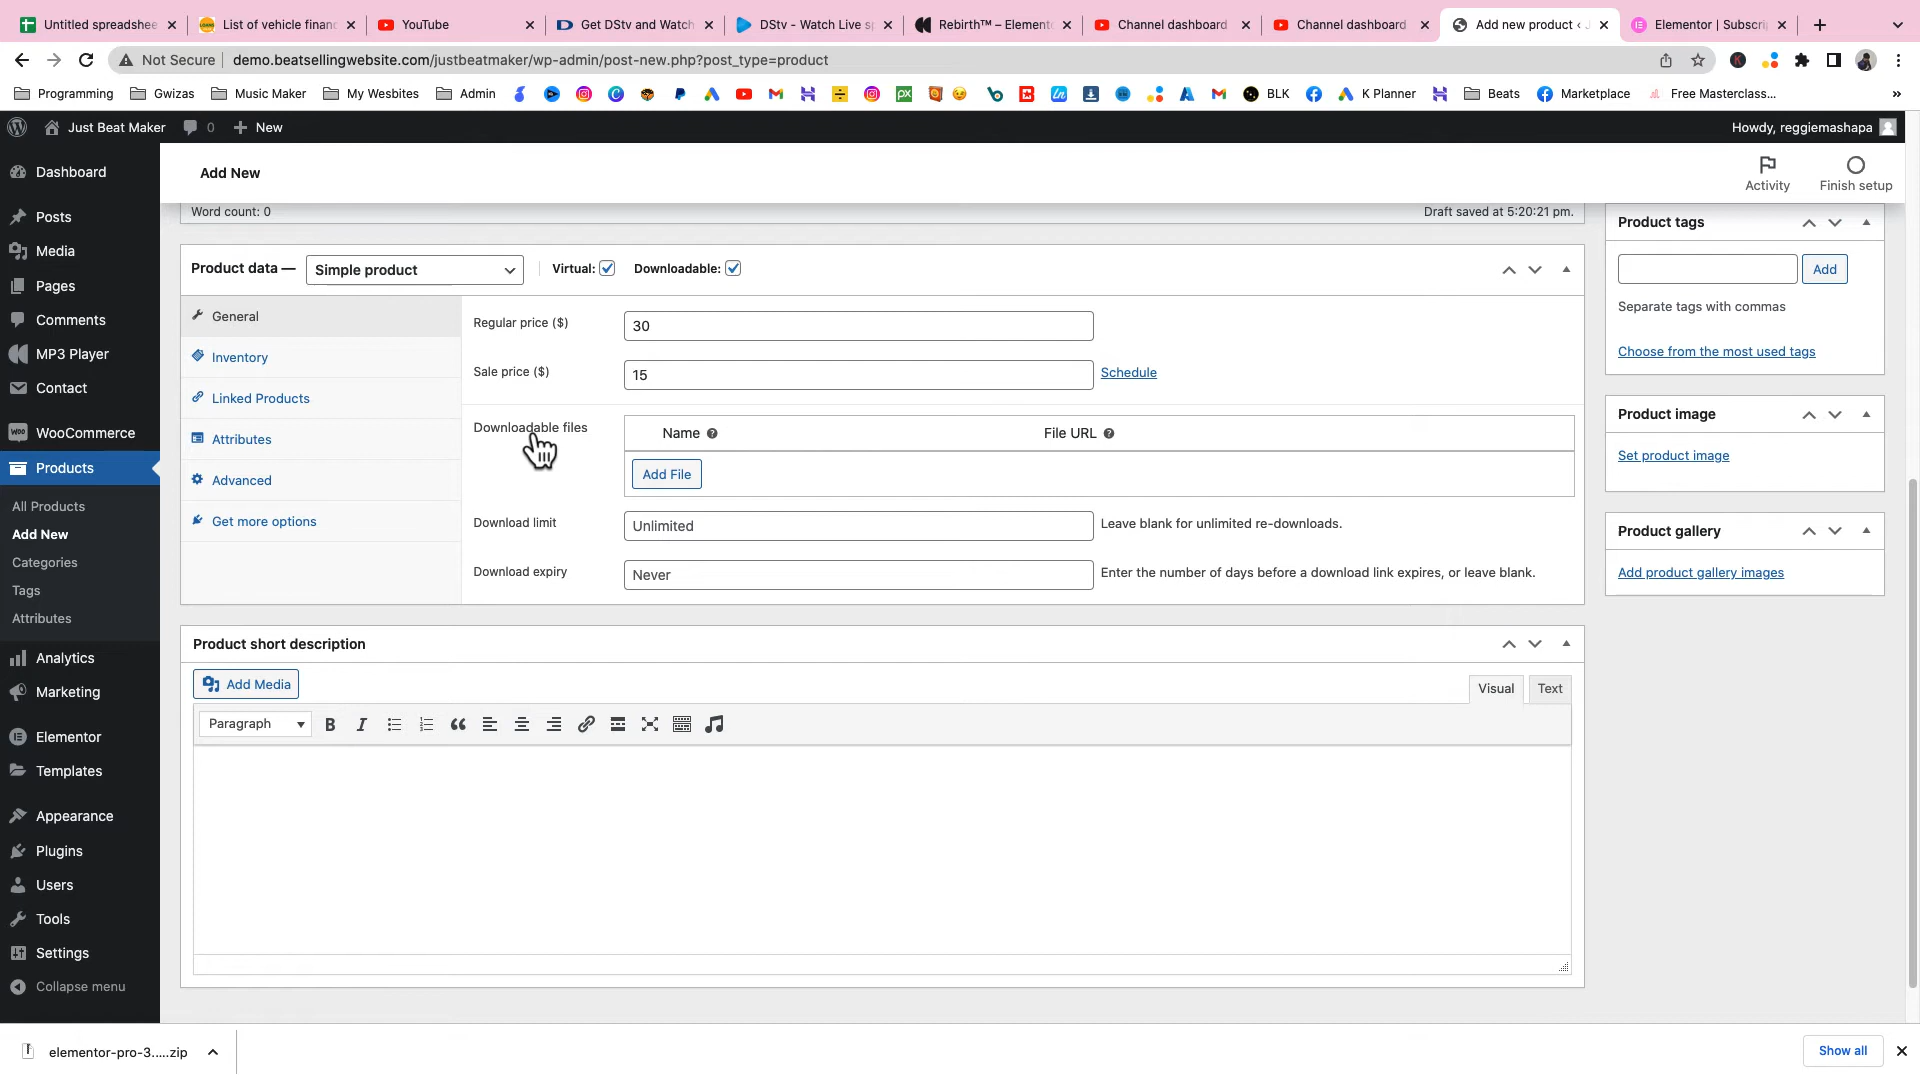 Untitled spreadshee
List of vehicle financ
YouTube
Get DStv and Watch
DStv - Watch Live sp
Rebirth™ – Elemento
Channel dashboard
Channel dashboard
Add new product ‹ J
Elementor | Subscrip
Not Secure
demo.beatsellingwebsite.com/justbeatmaker/wp-admin/post-new.php?post_type=product
Programming
Gwizas
Music Maker
My Wesbites
Admin
BLK
K Planner
Beats
Marketplace
Free Masterclass...
Just Beat Maker
0
New
Howdy, reggiemashapa
Add New
Activity
Finish setup
Dashboard
Posts
Media
Pages
Comments
MP3 Player
Contact
WooCommerce
Products
All Products
Add New
Categories
Tags
Attributes
Analytics
Marketing
Elementor
Templates
Appearance
Plugins
Users
Tools
Settings
Collapse menu
Word count: 0
Draft saved at 5:20:21 pm.
Product data —
Simple product
Virtual:
Downloadable:
General
Inventory
Linked Products
Attributes
Advanced
Get more options
Regular price ($)
30
Sale price ($)
15
Schedule
Downloadable files
Name
File URL
Add File
Download limit
Unlimited
Leave blank for unlimited re-downloads.
Download expiry
Never
Enter the number of days before a download link expires, or leave blank.
Product short description
Add Media
Visual
Text
Paragraph
Product tags
Add
Separate tags with commas
Choose from the most used tags
Product image
Set product image
Product gallery
Add product gallery images
elementor-pro-3.....zip
Show all